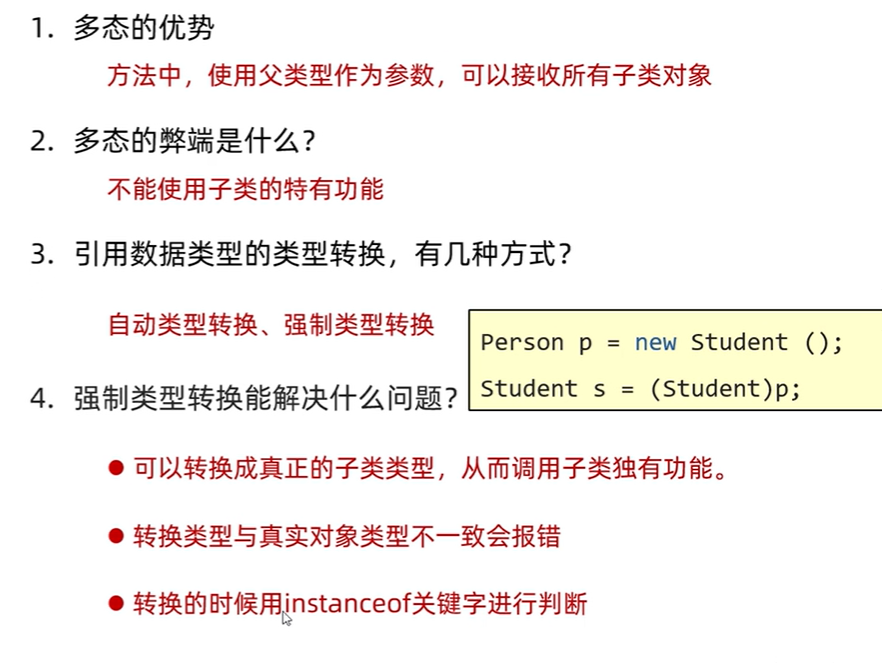 1. 多态的优势
方法中，使用父类型作为参数，可以接收所有子类对象
2. 多态的弊端是什么？
不能使用子类的特有功能
3. 引用数据类型的类型转换，有几种方式？
自动类型转换、强制类型转换
Person p = new Student ();
Student s = (Student)p;
4. 强制类型转换能解决什么问题？
● 可以转换成真正的子类类型，从而调用子类独有功能。
● 转换类型与真实对象类型不一致会报错
● 转换的时候用instanceof关键字进行判断